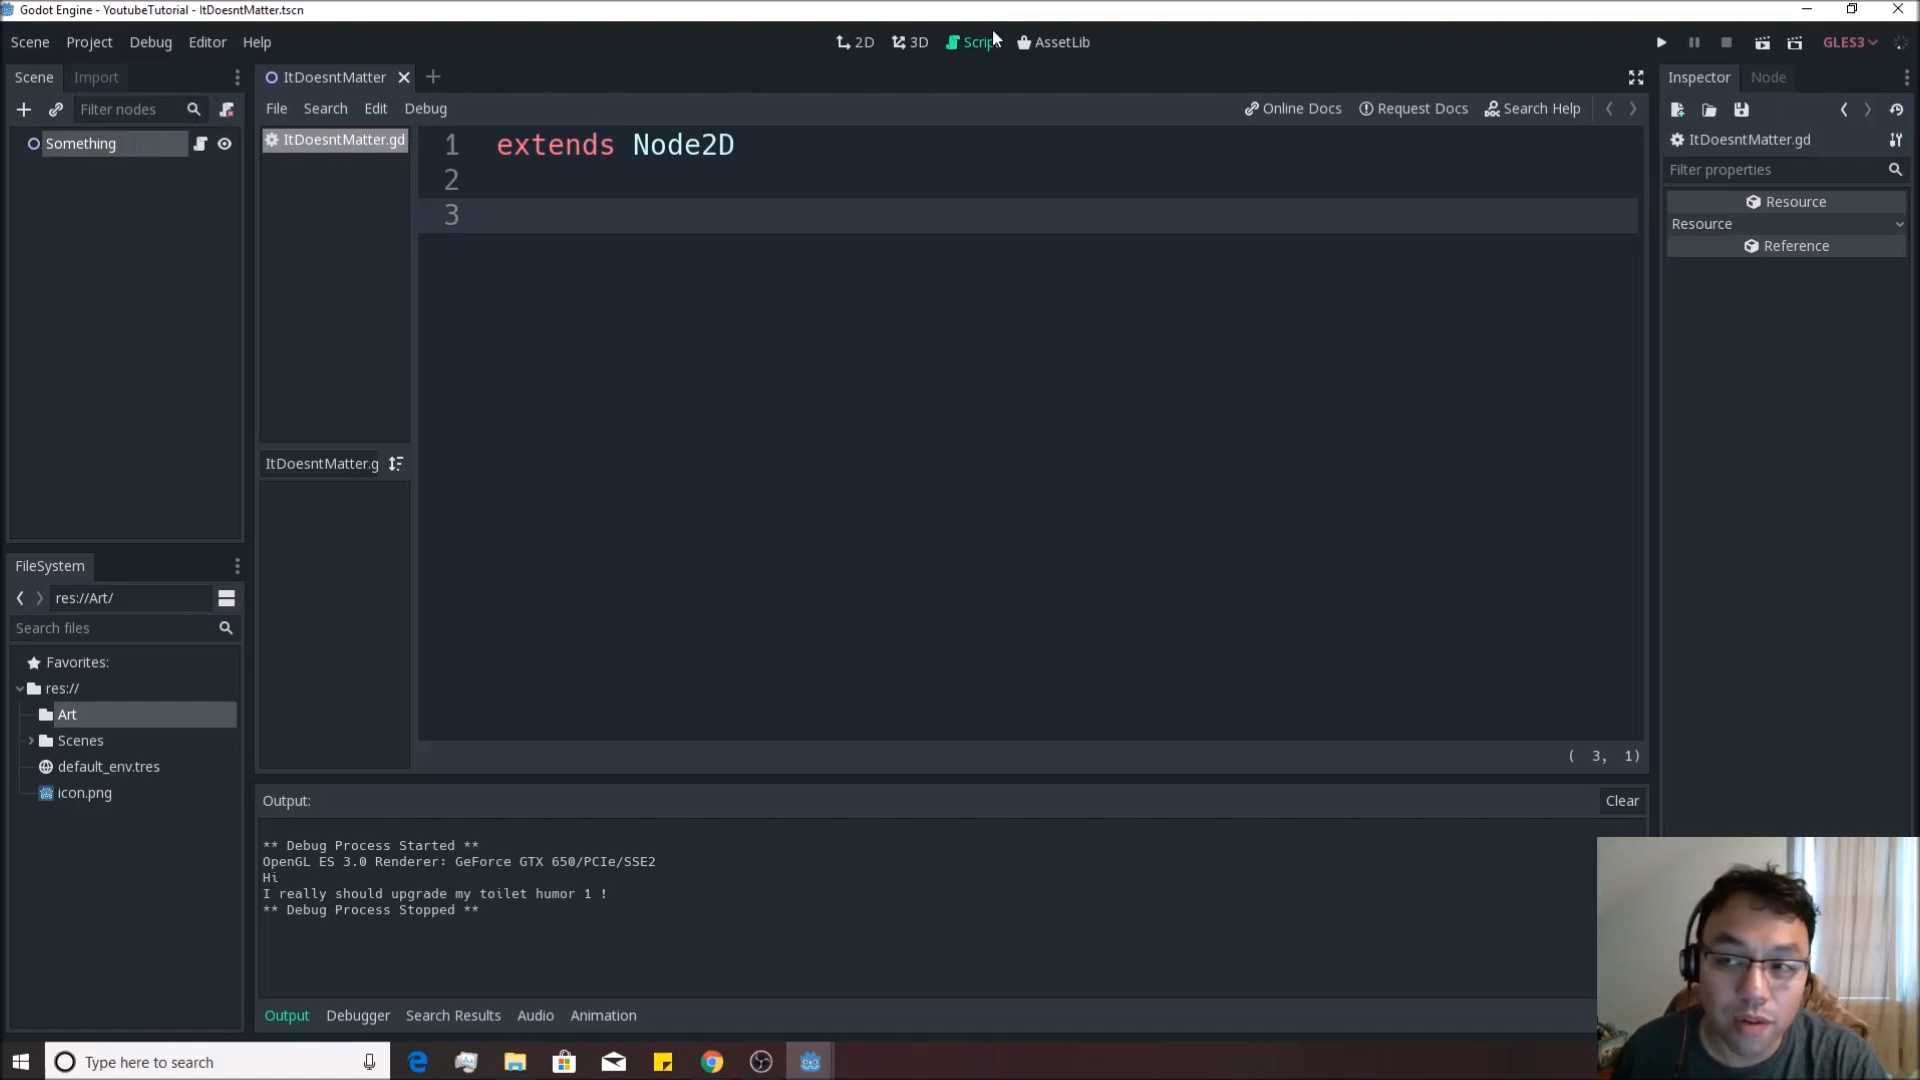 Godot Engine - YoutubeTutorial - ItDoesntMatter.tscn
Scene Project Debug Editor Help
2D 3D Script AssetLib
GLES3
Scene Import
ItDoesntMatter
Inspector Node
Filter nodes
File Search Edit Debug
Online Docs Request Docs Search Help
Something
ItDoesntMatter.gd
1 extends Node2D
2
3
ItDoesntMatter.gd
Filter properties
Resource
Resource
Reference
ItDoesntMatter.g
FileSystem
res://Art/
Search files
Favorites:
res://
Art
Scenes
default_env.tres
icon.png
( 3, 1)
Output:
Clear
** Debug Process Started **
OpenGL ES 3.0 Renderer: GeForce GTX 650/PCIe/SSE2
Hi
I really should upgrade my toilet humor 1 !
** Debug Process Stopped **
Output Debugger Search Results Audio Animation
Type here to search